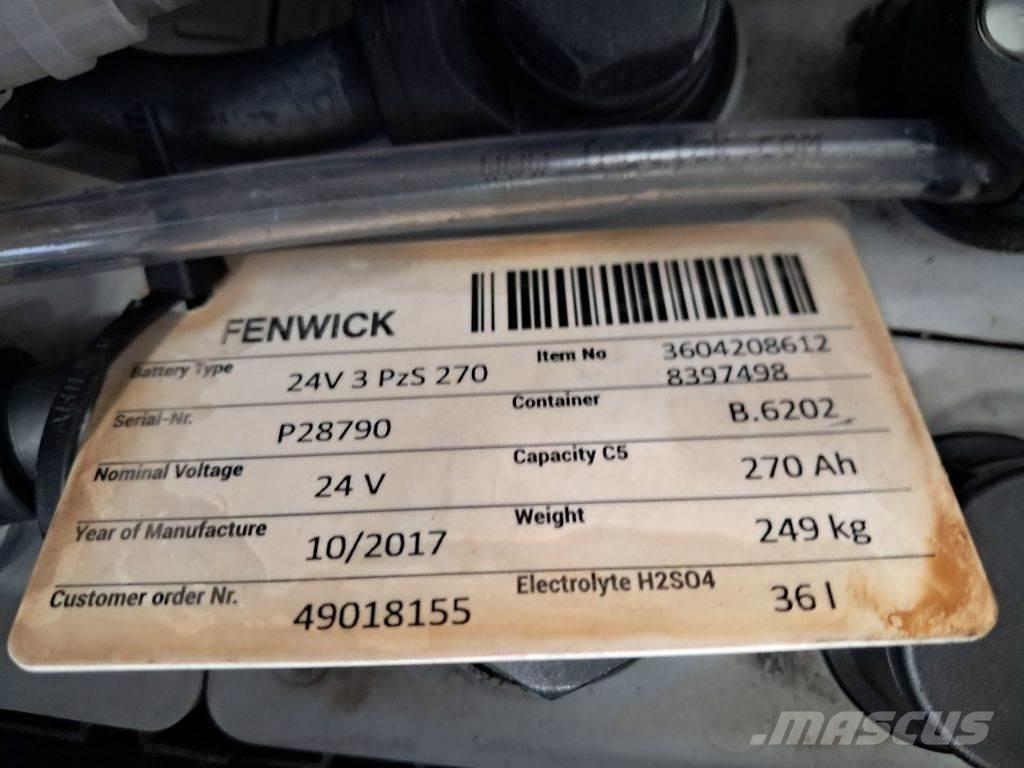 FENWICK
Battery Type 24V 3 PzS 270 Item No 3604208612
8397498
Serial-Nr. P28790 Container B.6202
Nominal Voltage 24 V Capacity C5 270 Ah
Year of Manufacture 10/2017 Weight 249 kg
Customer order Nr. 49018155 Electrolyte H2SO4 36 l
MASCUS